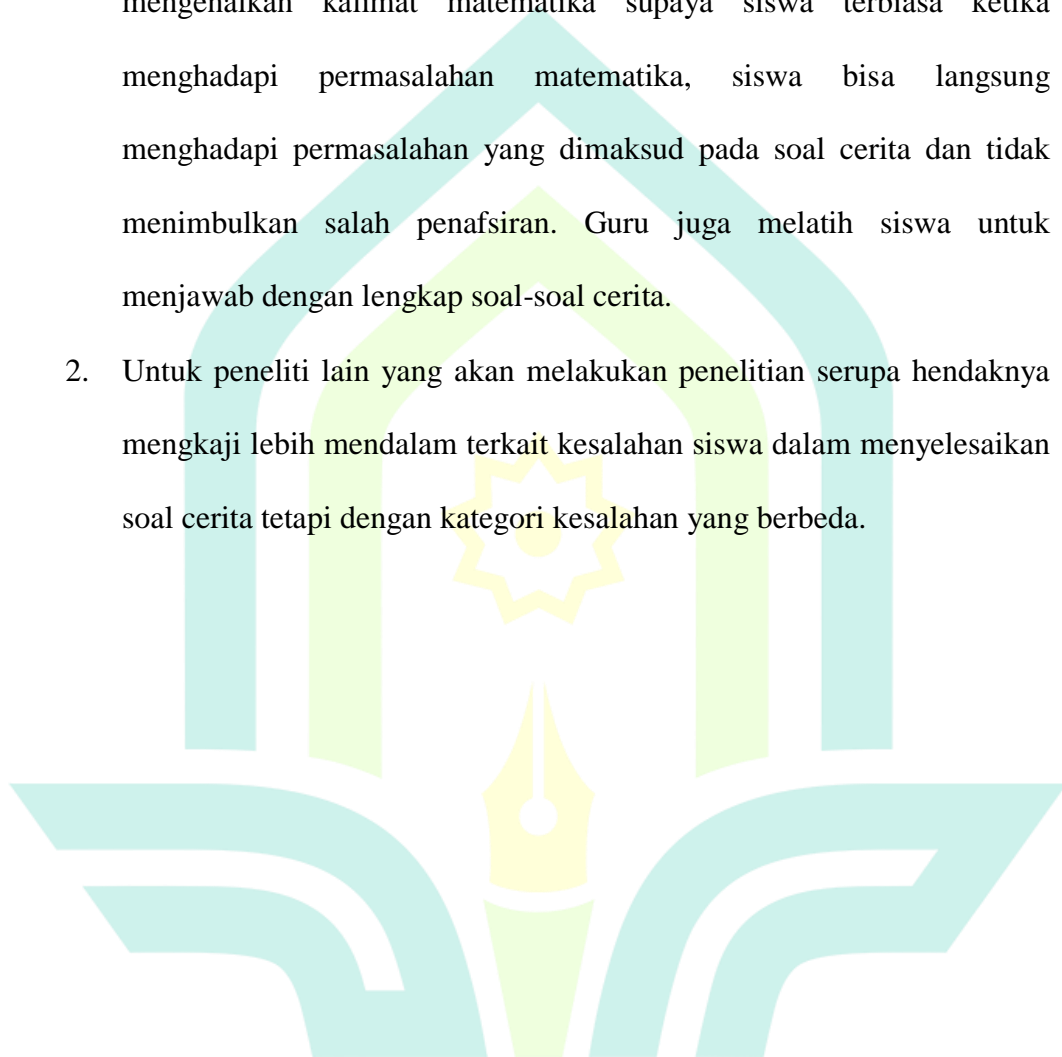 mengenalkan kalimat matematika supaya siswa terbiasa ketika
menghadapi permasalahan matematika, siswa bisa langsung
menghadapi permasalahan yang dimaksud pada soal cerita dan tidak
menimbulkan salah penafsiran. Guru juga melatih siswa untuk
menjawab dengan lengkap soal-soal cerita.
2. Untuk peneliti lain yang akan melakukan penelitian serupa hendaknya
mengkaji lebih mendalam terkait kesalahan siswa dalam menyelesaikan
soal cerita tetapi dengan kategori kesalahan yang berbeda.